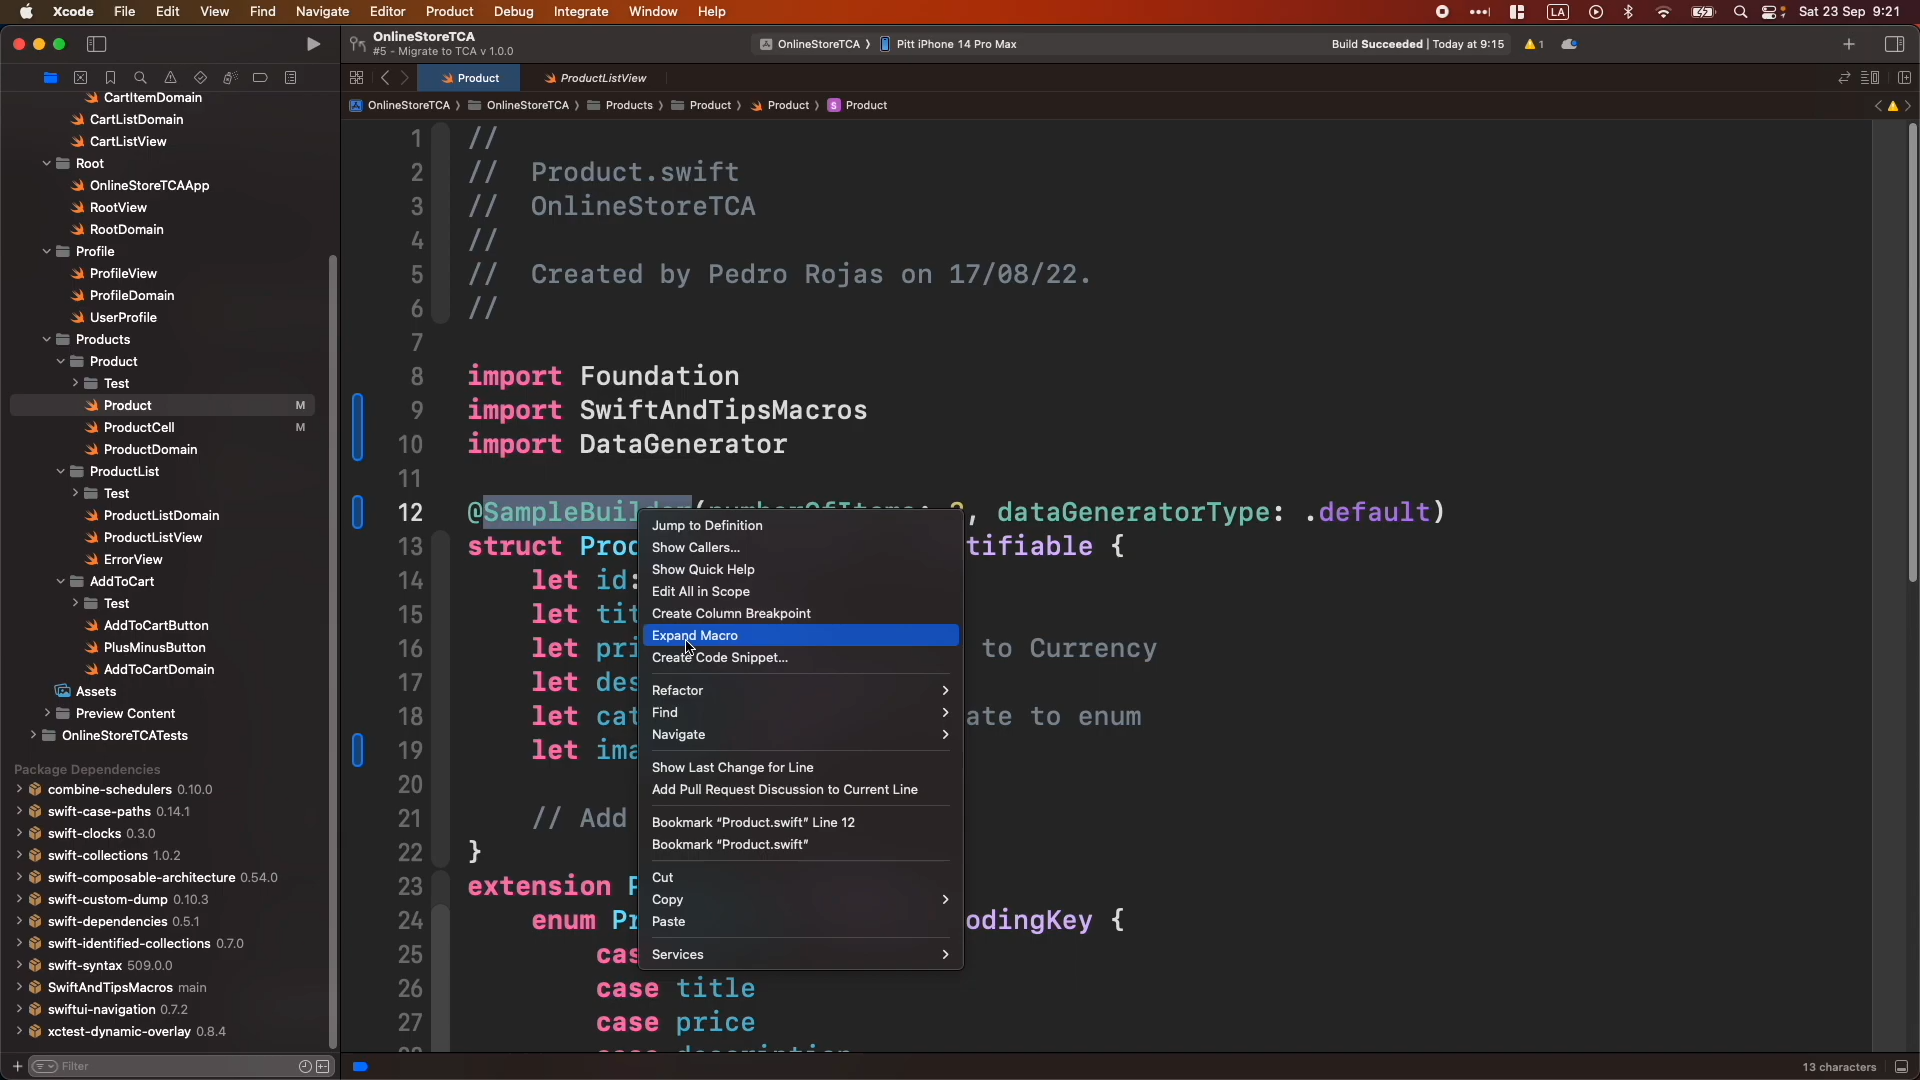 Xcode File Edit View Find Navigate Editor Product Debug Integrate Window Help
LA
Sat 23 Sep 9:21
OnlineStoreTCA
#5 - Migrate to TCA v 1.0.0
OnlineStoreTCA
Pitt iPhone 14 Pro Max
Build Succeeded | Today at 9:15
1
Product
ProductListView
OnlineStoreTCA
OnlineStoreTCA
Products
Product
Product
S Product
CartItemDomain
CartListDomain
CartListView
Root
OnlineStoreTCAApp
RootView
RootDomain
Profile
ProfileView
ProfileDomain
UserProfile
Products
Product
Test
Product M
ProductCell M
ProductDomain
ProductList
Test
ProductListDomain
ProductListView
ErrorView
AddToCart
Test
AddToCartButton
PlusMinusButton
AddToCartDomain
Assets
Preview Content
OnlineStoreTCATests
Package Dependencies
combine-schedulers 0.10.0
swift-case-paths 0.14.1
swift-clocks 0.3.0
swift-collections 1.0.2
swift-composable-architecture 0.54.0
swift-custom-dump 0.10.3
swift-dependencies 0.5.1
swift-identified-collections 0.7.0
swift-syntax 509.0.0
SwiftAndTipsMacros main
swiftui-navigation 0.7.2
xctest-dynamic-overlay 0.8.4
Filter
1 //
2 // Product.swift
3 // OnlineStoreTCA
4 //
5 // Created by Pedro Rojas on 17/08/22.
6 //
7
8 import Foundation
9 import SwiftAndTipsMacros
10 import DataGenerator
11
12 @SampleBuilder(numberOfItems: 3, dataGeneratorType: .default)
13 struct Prod tifiable {
14 let id:
15 let tit
16 let pri to Currency
17 let des
18 let cat ate to enum
19 let ima
20
21 // Add
22 }
23 extension P
24 enum Pr odingKey {
25 cas
26 case title
27 case price
case description
Jump to Definition
Show Callers...
Show Quick Help
Edit All in Scope
Create Column Breakpoint
Expand Macro
Create Code Snippet...
Refactor
Find
Navigate
Show Last Change for Line
Add Pull Request Discussion to Current Line
Bookmark “Product.swift” Line 12
Bookmark “Product.swift”
Cut
Copy
Paste
Services
13 characters